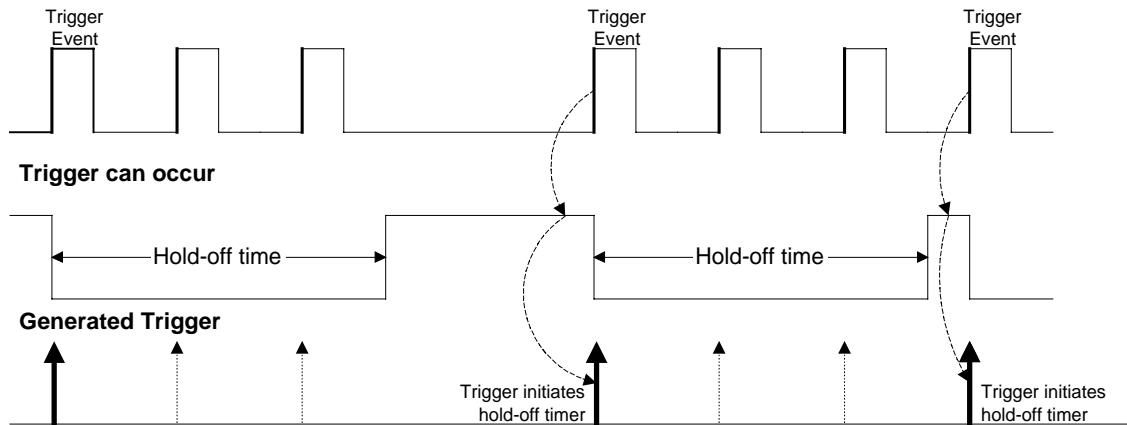 Trigger
Event
Trigger
Event
Trigger
Event
Trigger can occur
Hold-off time
Hold-off time
Generated Trigger
Trigger initiates
hold-off timer
Trigger initiates
hold-off timer